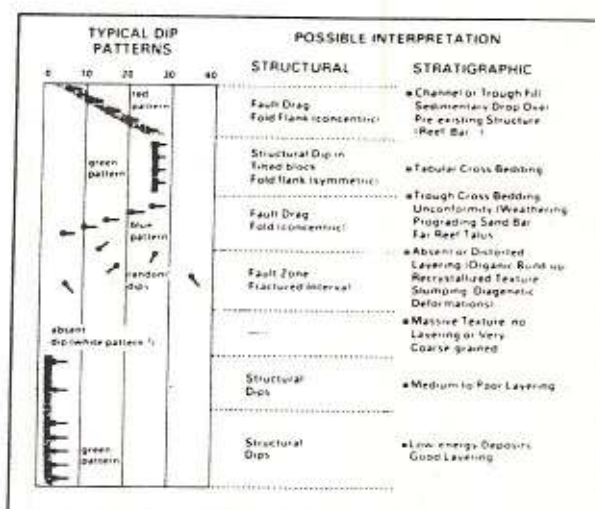 TYPICAL DIP
PATTERNS
POSSIBLE INTERPRETATION
STRUCTURAL
STRATIGRAPHIC
0 10 20 30 40
red
pattern
Fault Drag
Fold Flank (concentric)
• Channel or Trough Fill
Sedimentary Drop Over
Pre existing Structure
(Reef Bar
green
pattern
Structural Dip in
Tilted block
Fold flank (symmetric)
• Tabular Cross Bedding
blue
pattern
Fault Drag
Fold (concentric)
• Trough Cross Bedding
Unconformity (Weathering
Prograding Sand Bar
Far Reef Talus
random
dips
Fault Zone
Fractured Interval
• Absent or Distorted
Layering (Organic Build up
Recrystallized Texture
Slumping Diagenetic
Deformations)
absent
dip (white pattern
• Massive Texture no
Layering or Very
Coarse grained
Structural
Dips
• Medium to Poor Layering
green
pattern
Structural
Dips
• Low energy Deposits
Good Layering